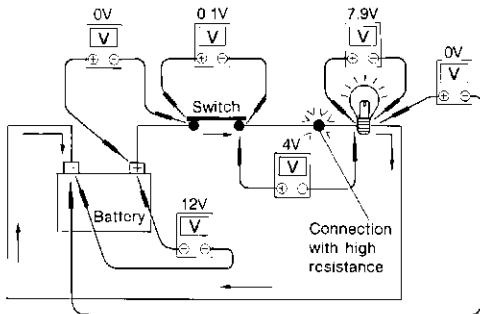 0V
V
0.1V
V
7.9V
V
0V
V
Switch
4V
V
Battery
12V
V
Connection
with high
resistance